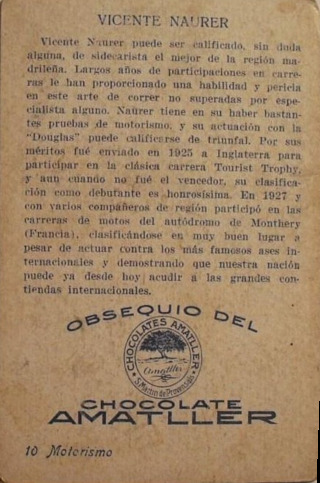 VICENTE NAURER
Vicente Naurer puede ser calificado, sin duda
alguna, de sidecarista el mejor de la región ma-
drileña. Largos años de participaciones en carre-
ras le han proporcionado una habilidad y pericia
en este arte de correr no superadas por espe-
cialista alguno. Naürer tiene en su haber bastan-
tes pruebas de motorismo, y su actuación con la
"Douglas" puede calificarse de triunfal. Por sus
méritos fué enviado en 1925 a Inglaterra para
participar en la clásica carrera Tourist Trophy,
y aun cuando no fué el vencedor, su clasifica-
ción como debutante es honrosísima. En 1927 y
con varios compañeros de región participó en las
carreras de motos del autódromo de Monthery
(Francia), clasificándose en muy buen lugar a
pesar de actuar contra los más famosos ases in-
ternacionales y demostrando que nuestra nación
puede ya desde hoy acudir a las grandes con-
tiendas internacionales.
OBSEQUIO DEL
CHOCOLATES AMATLLER
Amatller
S. Martin de Provensals
CHOCOLATE
AMATLLER
10 Motorismo